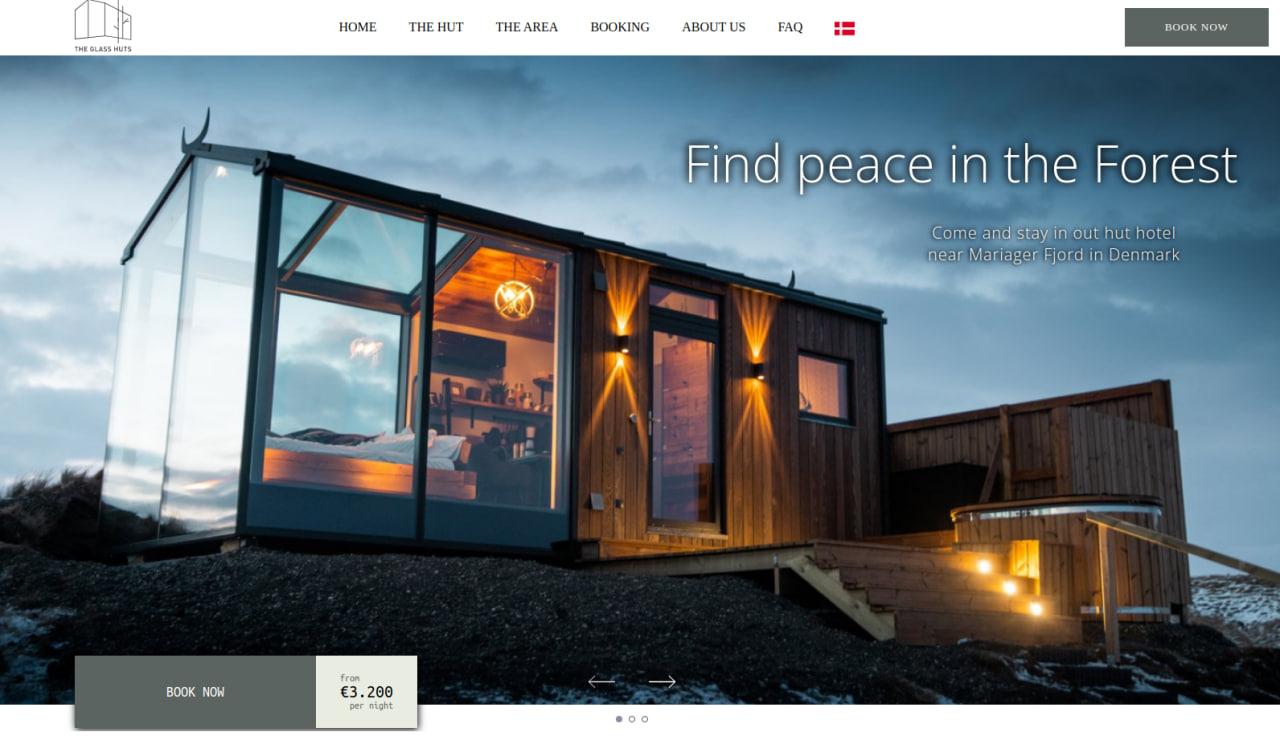 THE GLASS HUTS
HOME THE HUT THE AREA BOOKING ABOUT US FAQ
BOOK NOW
Find peace in the Forest
Come and stay in out hut hotel
near Mariager Fjord in Denmark
BOOK NOW
from
€3.200
per night